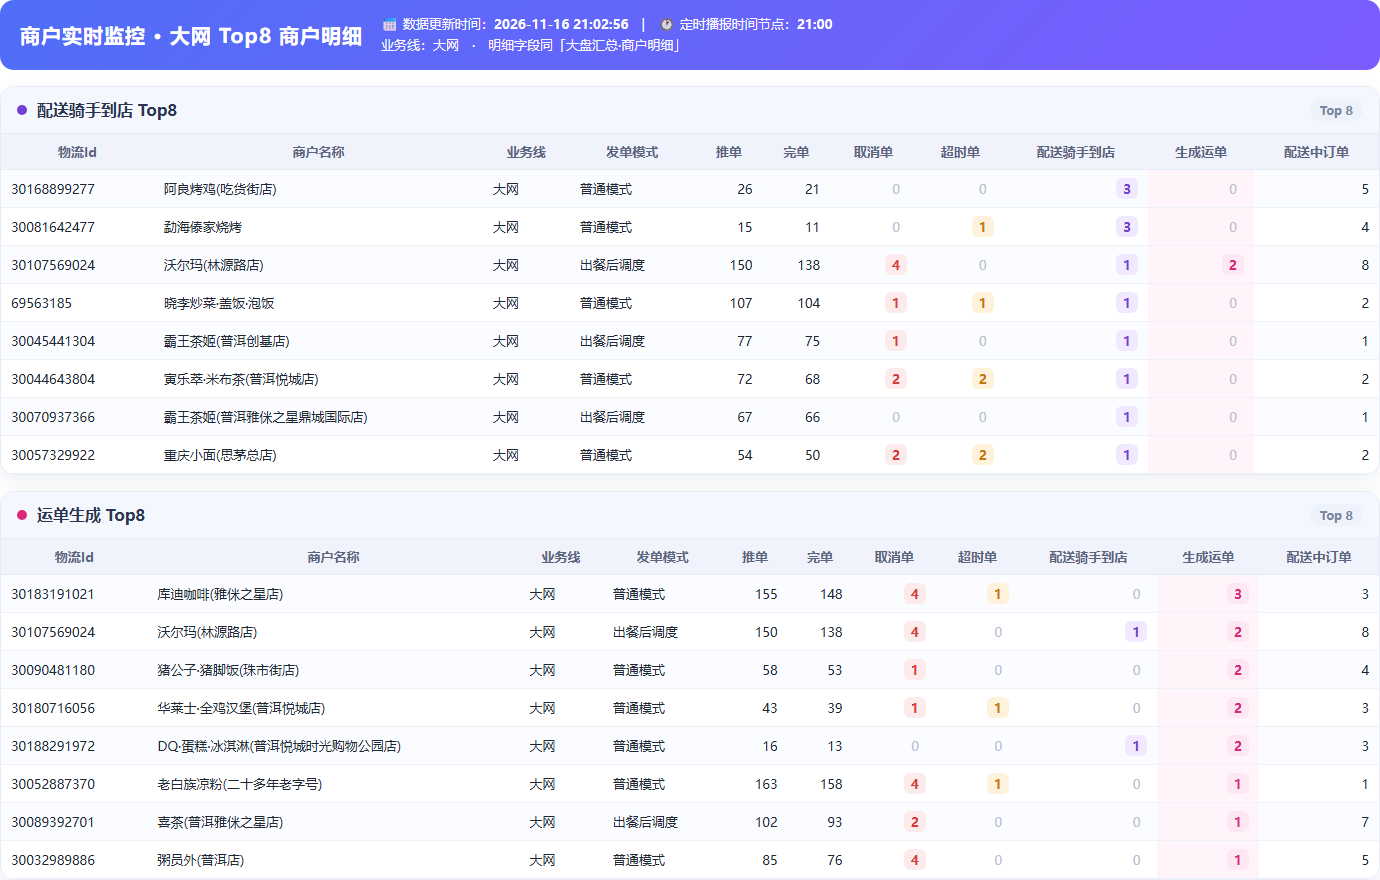 商户实时监控 · 大网 Top8 商户明细
数据更新时间：2026-11-16 21:02:56 | 定时播报时间节点：21:00
业务线：大网 · 明细字段同「大盘汇总·商户明细」
配送骑手到店 Top8 Top 8
物流Id 商户名称 业务线 发单模式 推单 完单 取消单 超时单 配送骑手到店 生成运单 配送中订单
30168899277 阿良烤鸡(吃货街店) 大网 普通模式 26 21 0 0 3 0 5
30081642477 勐海傣家烧烤 大网 普通模式 15 11 0 1 3 0 4
30107569024 沃尔玛(林源路店) 大网 出餐后调度 150 138 4 0 1 2 8
69563185 晓李炒菜·盖饭·泡饭 大网 普通模式 107 104 1 1 1 0 2
30045441304 霸王茶姬(普洱创基店) 大网 出餐后调度 77 75 1 0 1 0 1
30044643804 寅乐萃·米布茶(普洱悦城店) 大网 普通模式 72 68 2 2 1 0 2
30070937366 霸王茶姬(普洱雅佧之星鼎城国际店) 大网 出餐后调度 67 66 0 0 1 0 1
30057329922 重庆小面(思茅总店) 大网 普通模式 54 50 2 2 1 0 2
运单生成 Top8 Top 8
物流Id 商户名称 业务线 发单模式 推单 完单 取消单 超时单 配送骑手到店 生成运单 配送中订单
30183191021 库迪咖啡(雅佧之星店) 大网 普通模式 155 148 4 1 0 3 3
30107569024 沃尔玛(林源路店) 大网 出餐后调度 150 138 4 0 1 2 8
30090481180 猪公子·猪脚饭(珠市街店) 大网 普通模式 58 53 1 0 0 2 4
30180716056 华莱士·全鸡汉堡(普洱悦城店) 大网 普通模式 43 39 1 1 0 2 3
30188291972 DQ·蛋糕·冰淇淋(普洱悦城时光购物公园店) 大网 普通模式 16 13 0 0 1 2 3
30052887370 老白族凉粉(二十多年老字号) 大网 普通模式 163 158 4 1 0 1 1
30089392701 喜茶(普洱雅佧之星店) 大网 出餐后调度 102 93 2 0 0 1 7
30032989886 粥员外(普洱店) 大网 普通模式 85 76 4 0 0 1 5